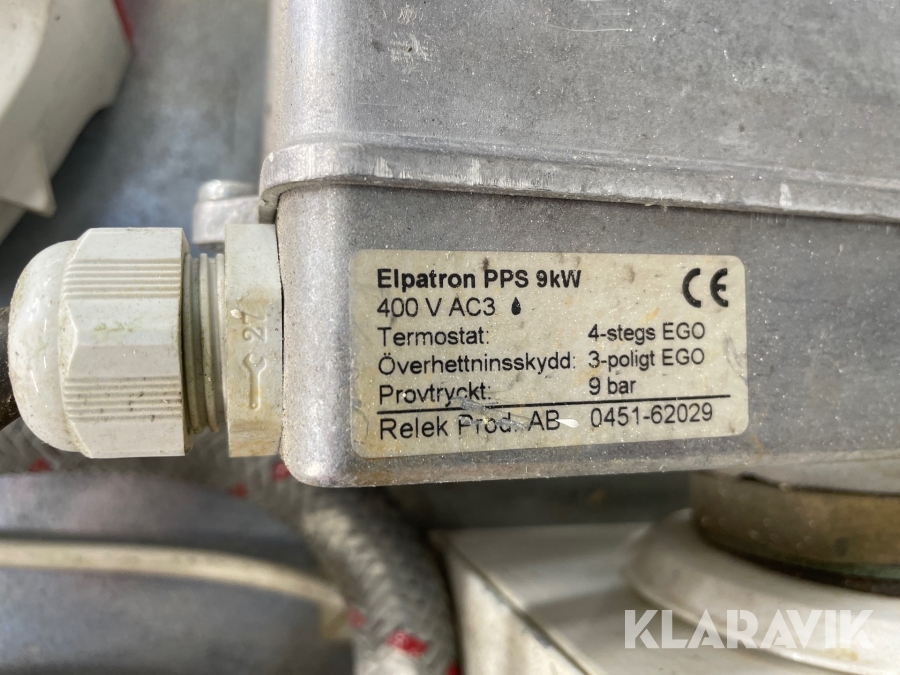 Elpatron PPS 9kW
CE
400 V AC3
Termostat: 4-stegs EGO
Överhettninsskydd: 3-poligt EGO
Provtryckt: 9 bar
Relek Prod. AB 0451-62029
27
KLARAVIK